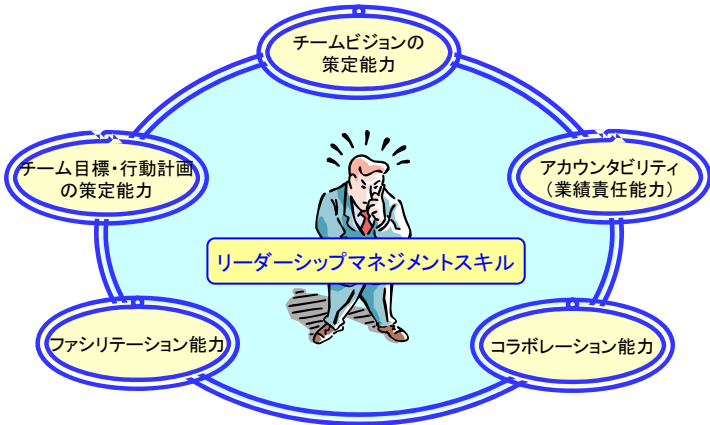 チームビジョンの
策定能力
チーム目標・行動計画
の策定能力
アカウンタビリティ
（業績責任能力）
リーダーシップマネジメントスキル
ファシリテーション能力
コラボレーション能力